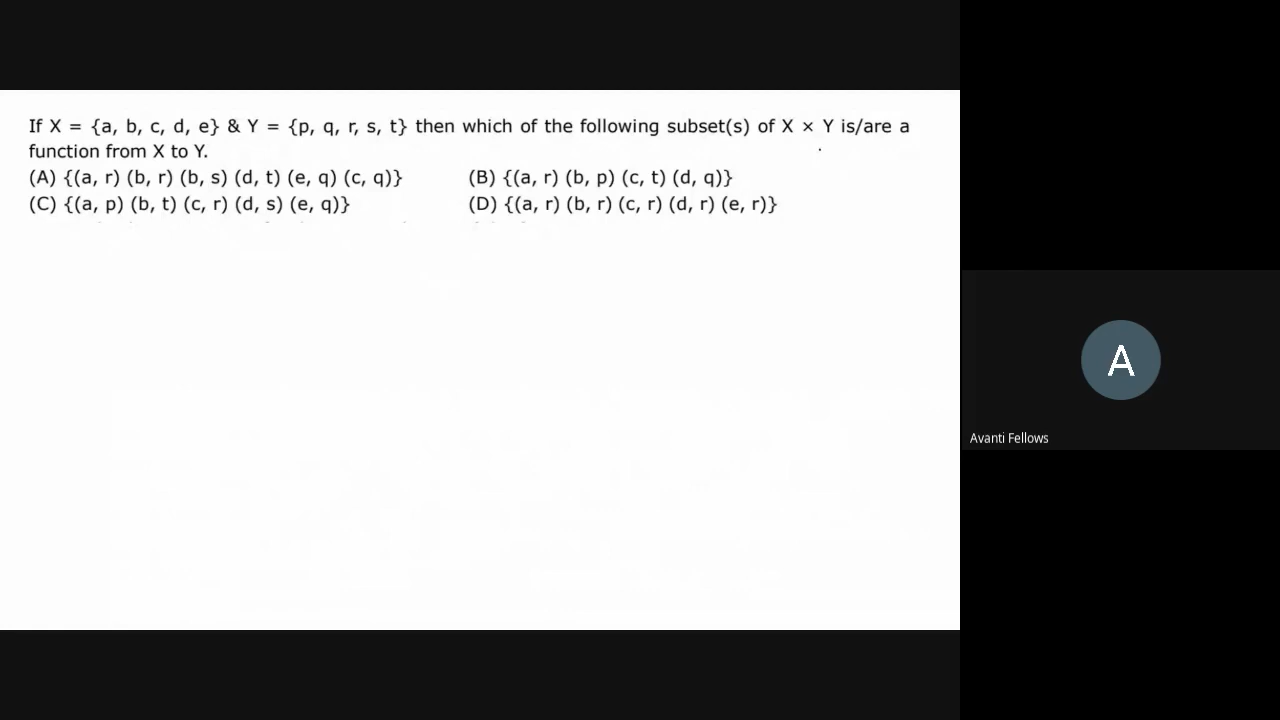 If X = {a, b, c, d, e} & Y = {p, q, r, s, t} then which of the following subset(s) of X × Y is/are a
function from X to Y.
(A) {(a, r) (b, r) (b, s) (d, t) (e, q) (c, q)} (B) {(a, r) (b, p) (c, t) (d, q)}
(C) {(a, p) (b, t) (c, r) (d, s) (e, q)} (D) {(a, r) (b, r) (c, r) (d, r) (e, r)}
A
Avanti Fellows